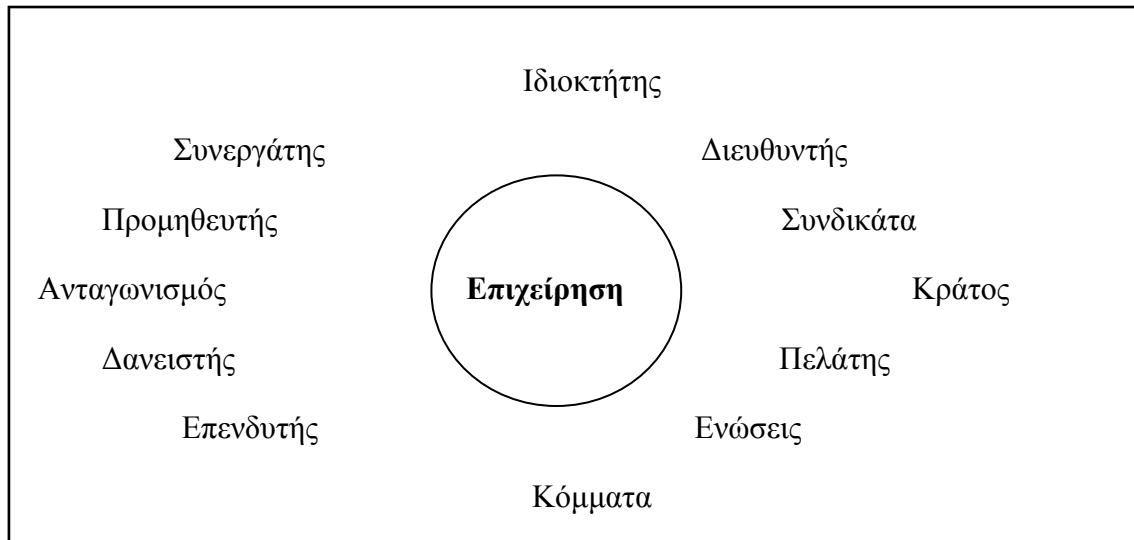 Ιδιοκτήτης
Συνεργάτης Διευθυντής
Προμηθευτής Συνδικάτα
Ανταγωνισμός Επιχείρηση Κράτος
Δανειστής Πελάτης
Επενδυτής Ενώσεις
Κόμματα